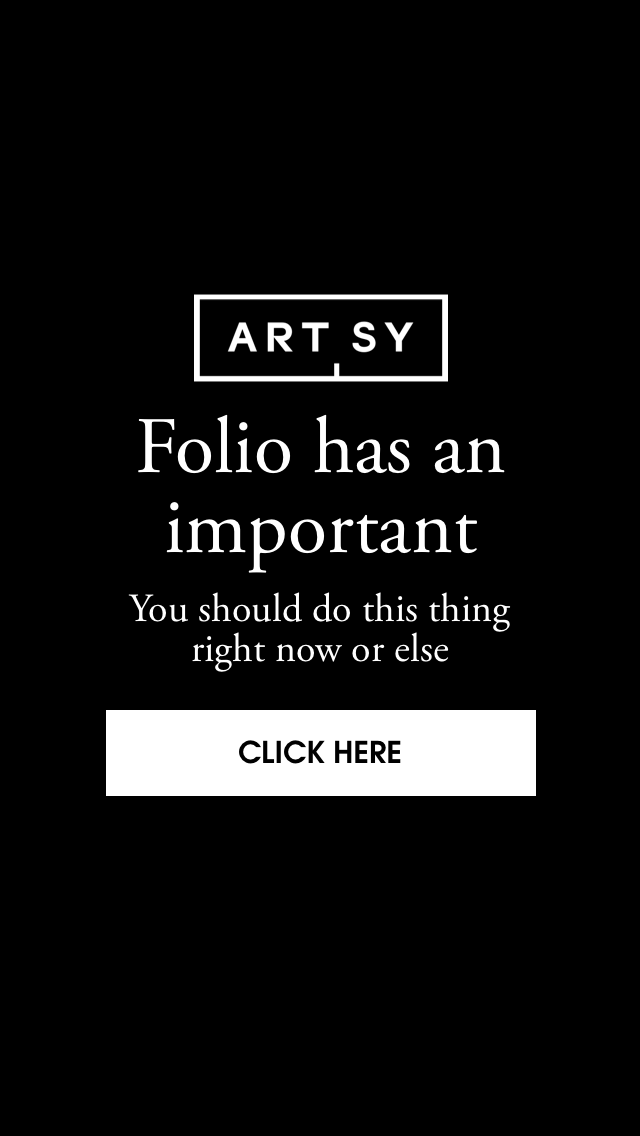 ARTSY
Folio has an
important
You should do this thing
right now or else
CLICK HERE